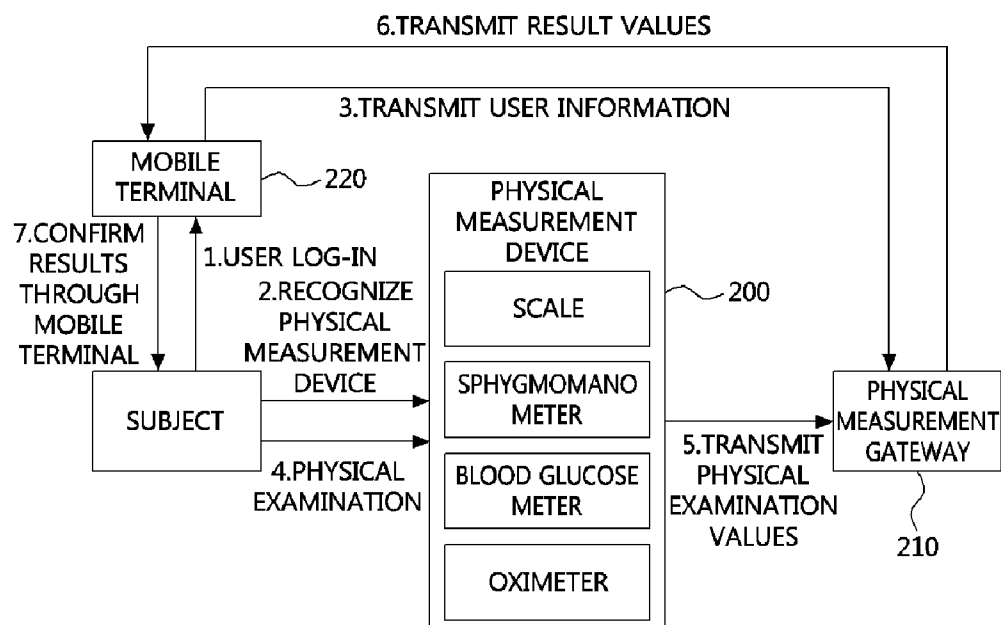 6.TRANSMIT RESULT VALUES
3.TRANSMIT USER INFORMATION
MOBILE
TERMINAL
220
7.CONFIRM
RESULTS
THROUGH
MOBILE
TERMINAL
1.USER LOG-IN
2.RECOGNIZE
PHYSICAL
MEASUREMENT
DEVICE
SUBJECT
4.PHYSICAL
EXAMINATION
PHYSICAL
MEASUREMENT
DEVICE
200
SCALE
SPHYGMOMANO
METER
BLOOD GLUCOSE
METER
OXIMETER
5.TRANSMIT
PHYSICAL
EXAMINATION
VALUES
PHYSICAL
MEASUREMENT
GATEWAY
210